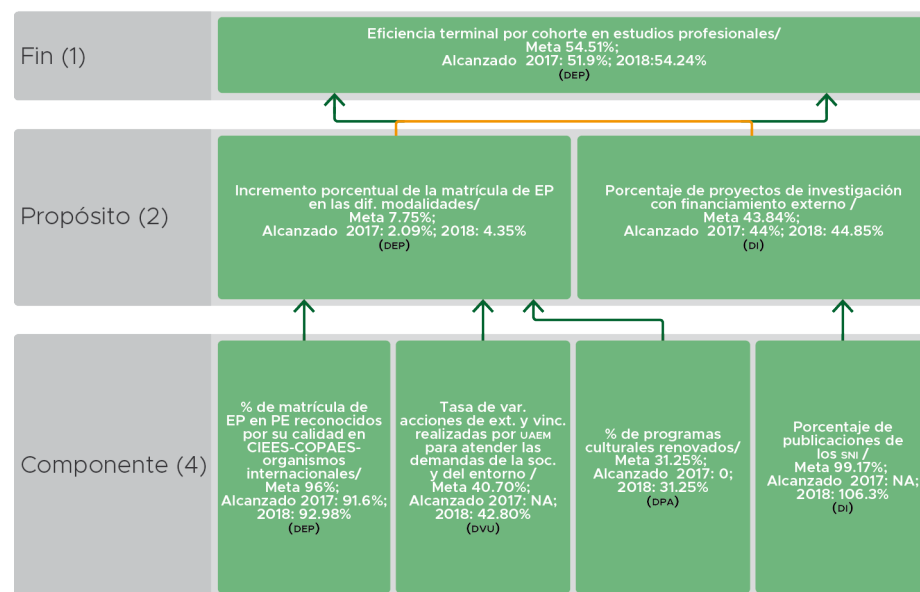 Fin (1)
Eficiencia terminal por cohorte en estudios profesionales/
Meta 54.51%;
Alcanzado 2017: 51.9%; 2018:54.24%
(DEP)
Propósito (2)
Incremento porcentual de la matrícula de EP
en las dif. modalidades/
Meta 7.75%;
Alcanzado 2017: 2.09%; 2018: 4.35%
(DEP)
Porcentaje de proyectos de investigación
con financiamiento externo /
Meta 43.84%;
Alcanzado 2017: 44%; 2018: 44.85%
(DI)
Componente (4)
% de matrícula de
EP en PE reconocidos
por su calidad en
CIEES-COPAES-
organismos
internacionales/
Meta 96%;
Alcanzado 2017: 91.6%;
2018: 92.98%
(DEP)
Tasa de var.
acciones de ext. y vinc.
realizadas por UAEM
para atender las
demandas de la soc.
y del entorno /
Meta 40.70%;
Alcanzado 2017: NA;
2018: 42.80%
(DVU)
% de programas
culturales renovados/
Meta 31.25%;
Alcanzado 2017: 0;
2018: 31.25%
(DPA)
Porcentaje de
publicaciones de
los SNI /
Meta 99.17%;
Alcanzado 2017: NA;
2018: 106.3%
(DI)